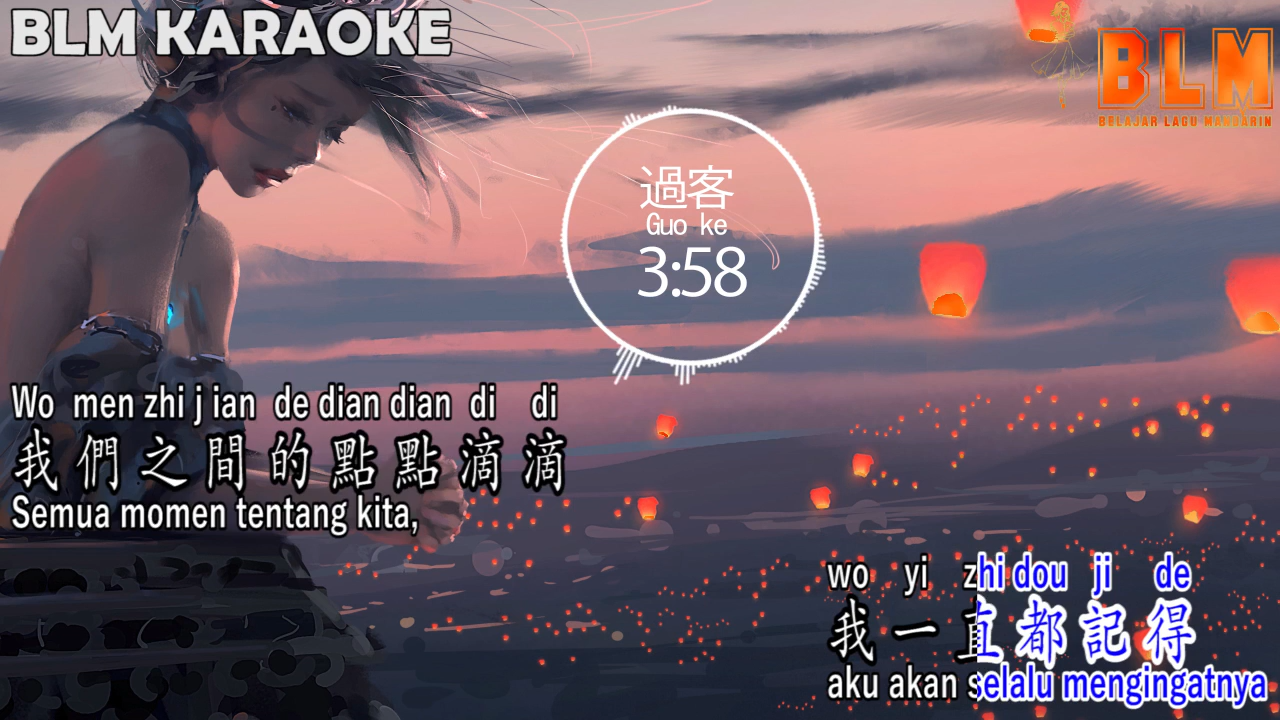 BLM KARAOKE
BLM
BELAJAR LAGU MANDARIN
過客
Guo ke
3:58
Wo men zhi j ian de dian dian di di
我們之間的點點滴滴
Semua momen tentang kita,
wo yi zhi dou ji de
我一直都記得
aku akan selalu mengingatnya